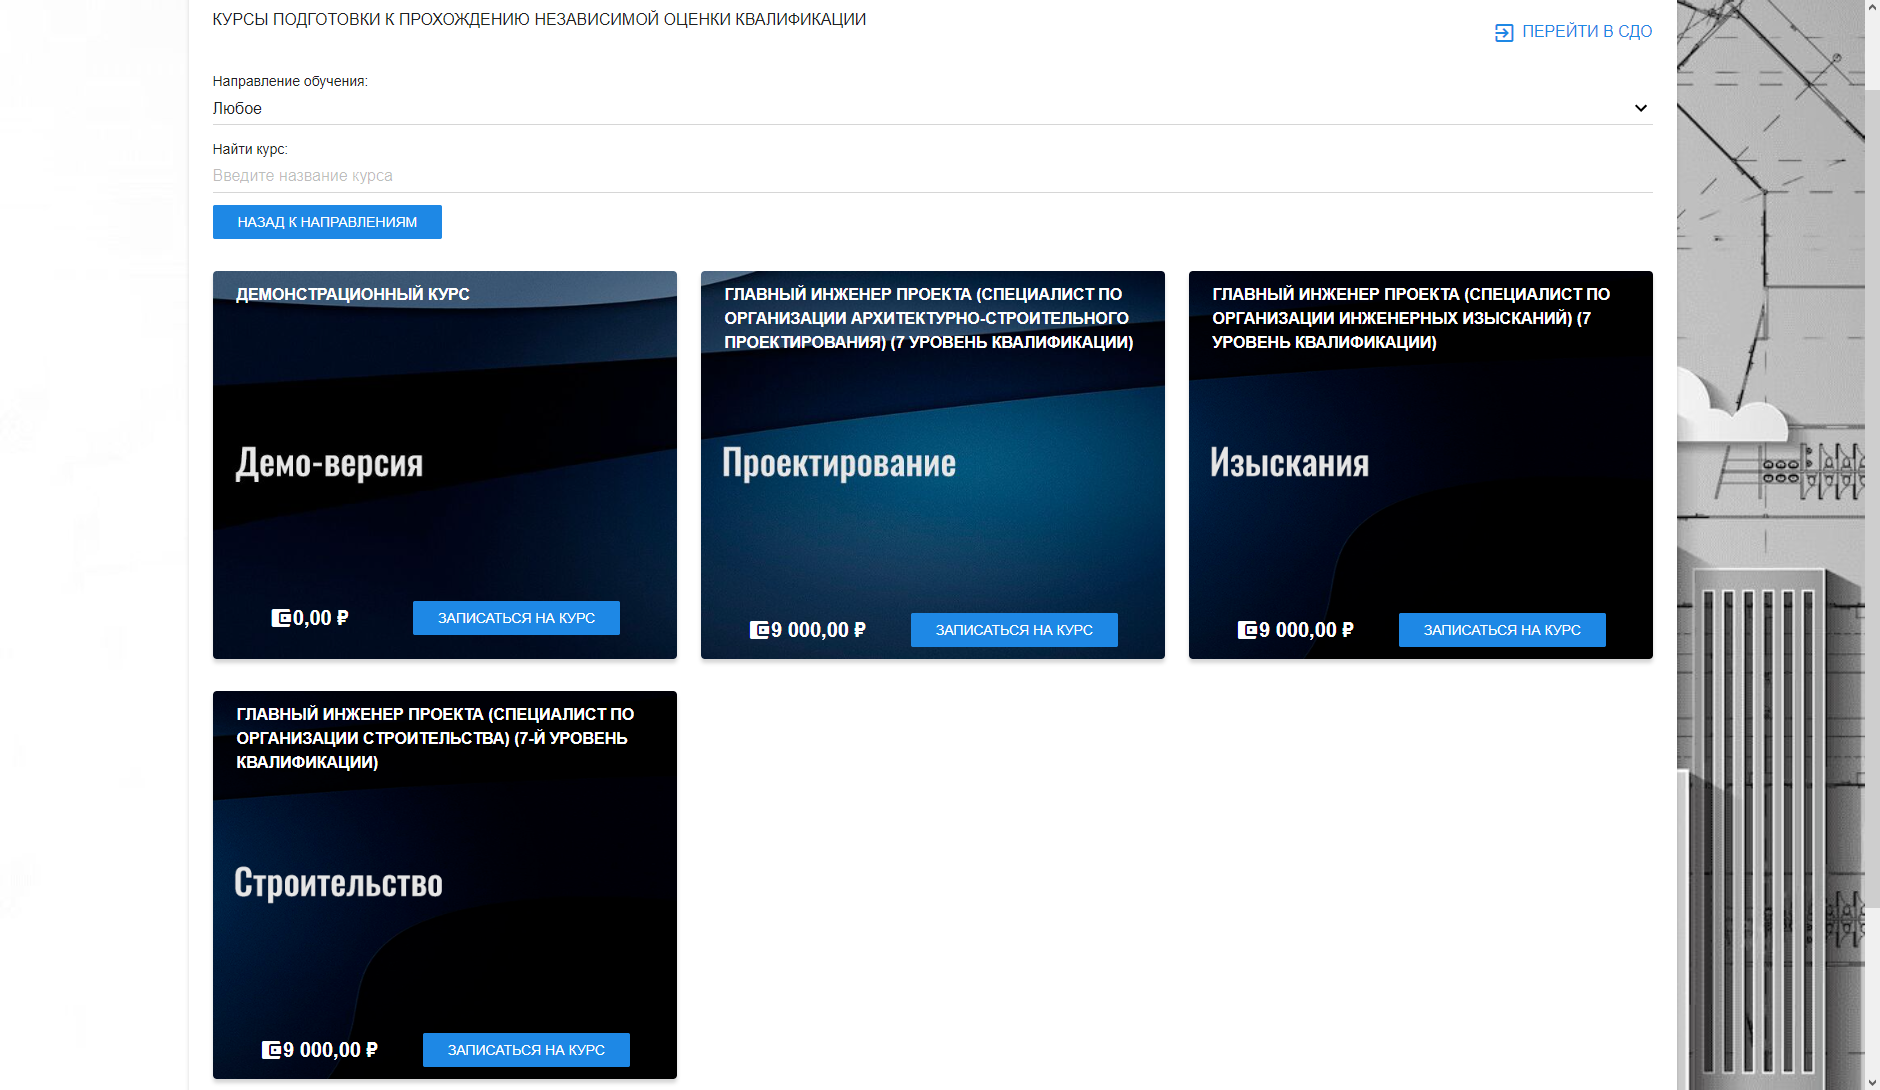 КУРСЫ ПОДГОТОВКИ К ПРОХОЖДЕНИЮ НЕЗАВИСИМОЙ ОЦЕНКИ КВАЛИФИКАЦИИ
ПЕРЕЙТИ В СДО
Направление обучения:
Любое
Найти курс:
Введите название курса
НАЗАД К НАПРАВЛЕНИЯМ
ДЕМОНСТРАЦИОННЫЙ КУРС
Демо-версия
0,00 ₽
ЗАПИСАТЬСЯ НА КУРС
ГЛАВНЫЙ ИНЖЕНЕР ПРОЕКТА (СПЕЦИАЛИСТ ПО
ОРГАНИЗАЦИИ АРХИТЕКТУРНО-СТРОИТЕЛЬНОГО
ПРОЕКТИРОВАНИЯ) (7 УРОВЕНЬ КВАЛИФИКАЦИИ)
Проектирование
9 000,00 ₽
ЗАПИСАТЬСЯ НА КУРС
ГЛАВНЫЙ ИНЖЕНЕР ПРОЕКТА (СПЕЦИАЛИСТ ПО
ОРГАНИЗАЦИИ ИНЖЕНЕРНЫХ ИЗЫСКАНИЙ) (7
УРОВЕНЬ КВАЛИФИКАЦИИ)
Изыскания
9 000,00 ₽
ЗАПИСАТЬСЯ НА КУРС
ГЛАВНЫЙ ИНЖЕНЕР ПРОЕКТА (СПЕЦИАЛИСТ ПО
ОРГАНИЗАЦИИ СТРОИТЕЛЬСТВА) (7-Й УРОВЕНЬ
КВАЛИФИКАЦИИ)
Строительство
9 000,00 ₽
ЗАПИСАТЬСЯ НА КУРС